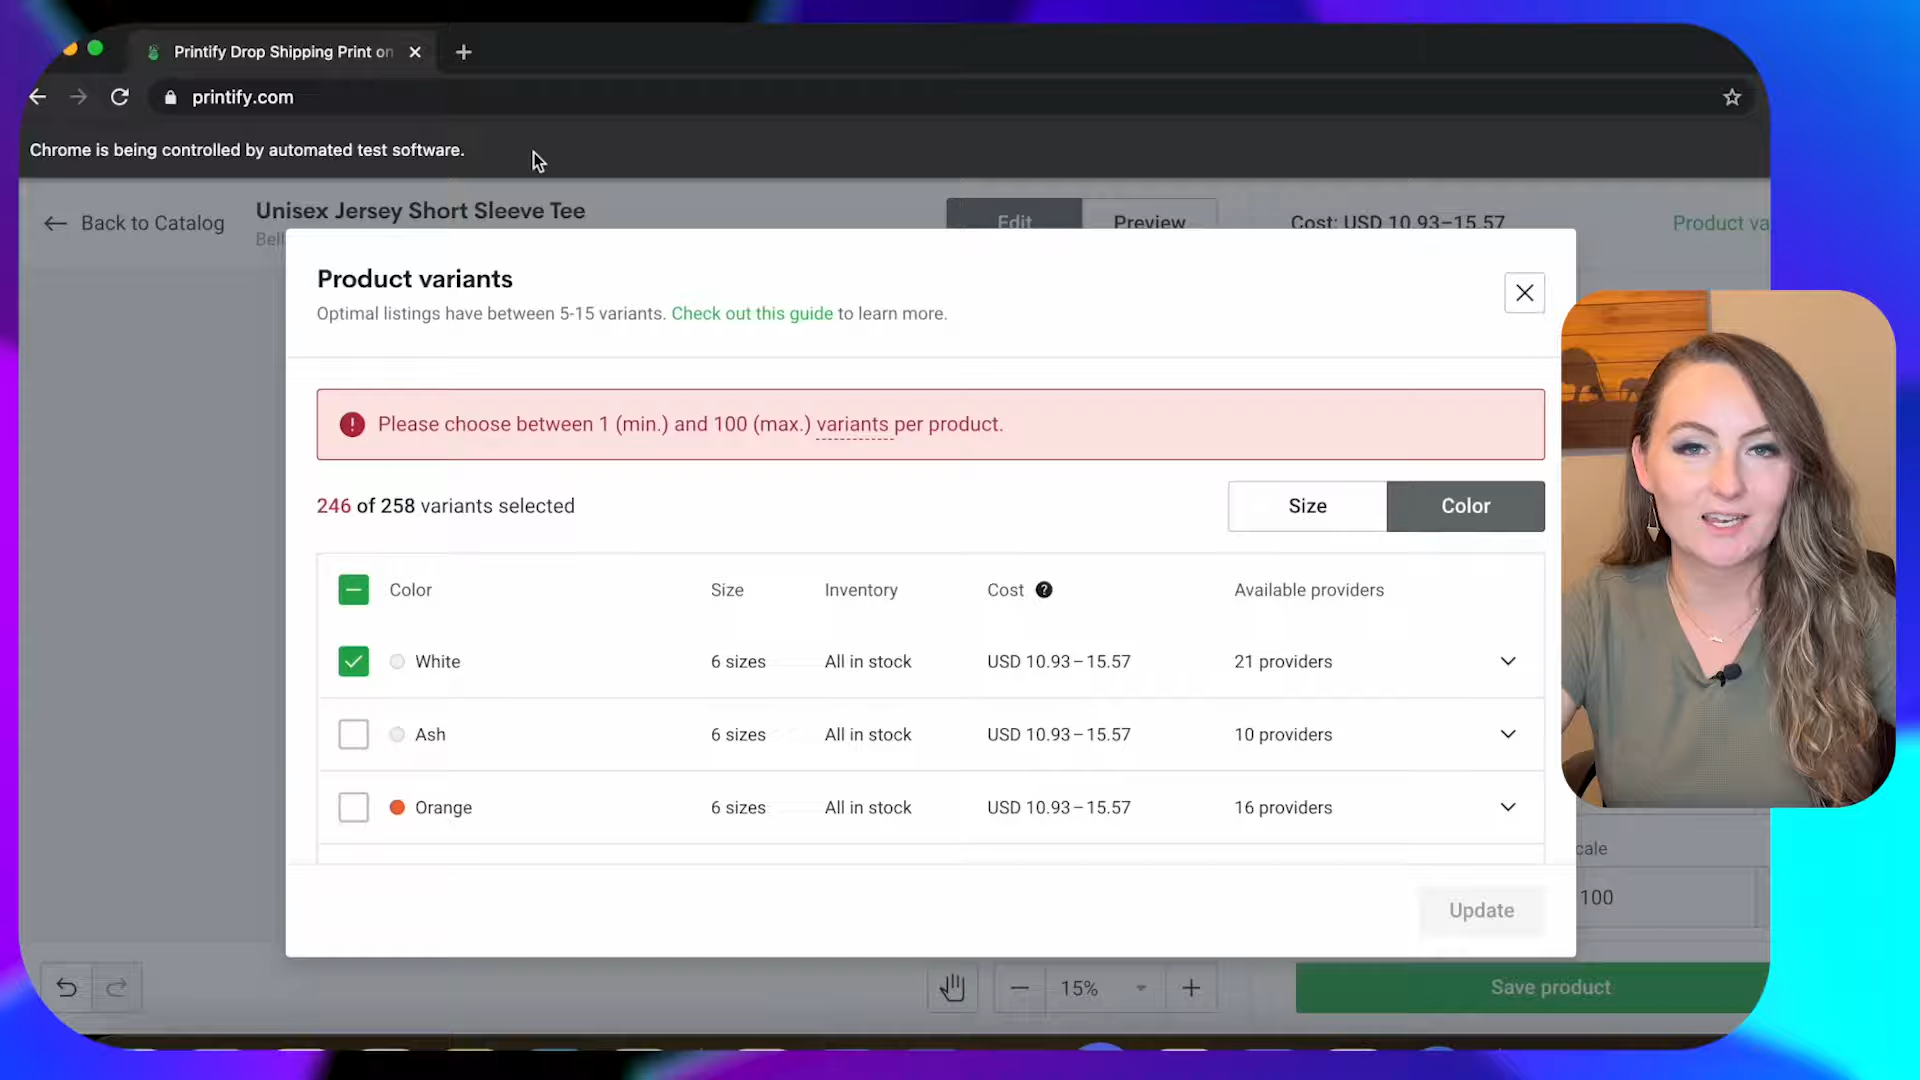 Printify Drop Shipping Print on
printify.com
Chrome is being controlled by automated test software.
Back to Catalog
Unisex Jersey Short Sleeve Tee
Bell
Edit
Preview
Cost: USD 10.93–15.57
Product va
Product variants
Optimal listings have between 5-15 variants. Check out this guide to learn more.
Please choose between 1 (min.) and 100 (max.) variants per product.
246 of 258 variants selected
Size
Color
Color Size Inventory Cost ? Available providers
White 6 sizes All in stock USD 10.93–15.57 21 providers
Ash 6 sizes All in stock USD 10.93–15.57 10 providers
Orange 6 sizes All in stock USD 10.93–15.57 16 providers
cale
100
Update
15%
Save product